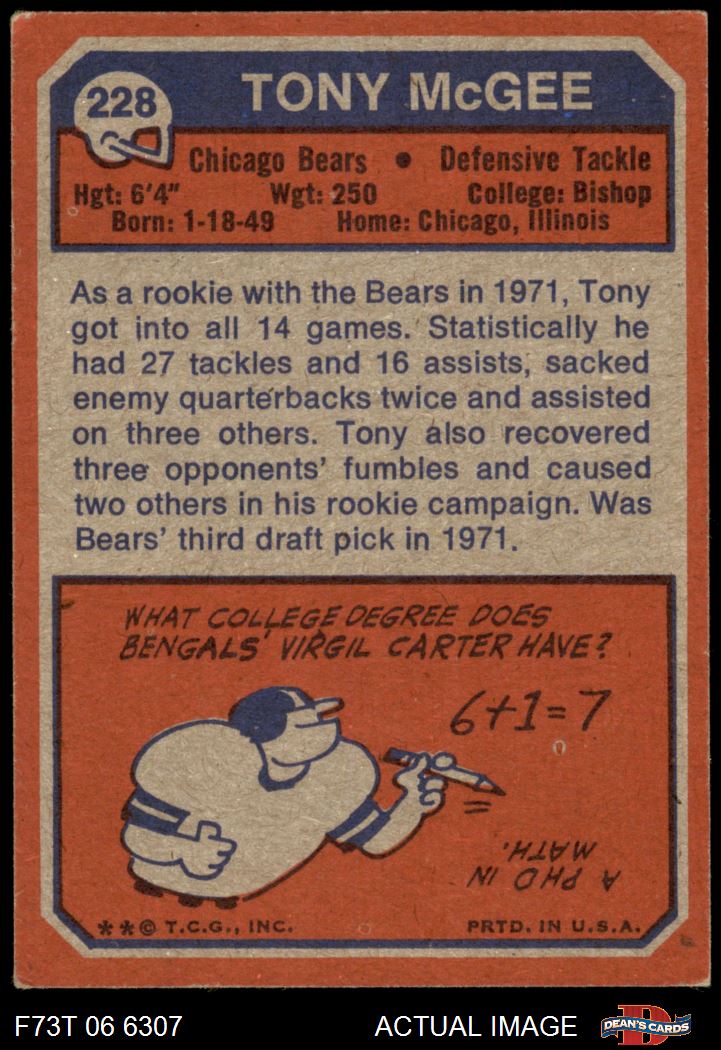 228
TONY McGEE
Chicago Bears • Defensive Tackle
Hgt: 6'4" Wgt: 250 College: Bishop
Born: 1-18-49 Home: Chicago, Illinois
As a rookie with the Bears in 1971, Tony
got into all 14 games. Statistically he
had 27 tackles and 16 assists, sacked
enemy quarterbacks twice and assisted
on three others. Tony also recovered
three opponents' fumbles and caused
two others in his rookie campaign. Was
Bears' third draft pick in 1971.
WHAT COLLEGE DEGREE DOES
BENGALS' VIRGIL CARTER HAVE?
6+1=7
A PHD IN
MATH.
**© T.C.G., INC. PRTD. IN U.S.A.
F73T 06 6307 ACTUAL IMAGE DEAN'S CARDS